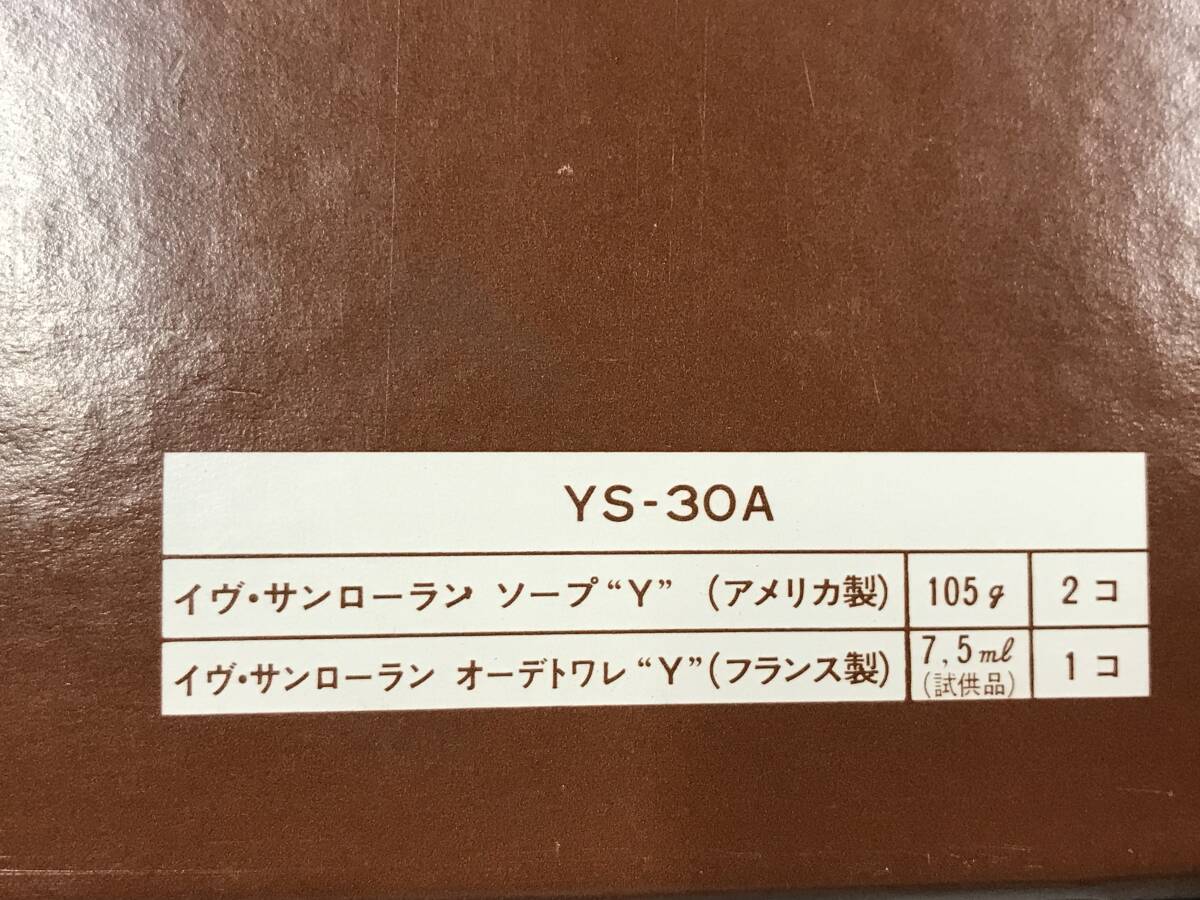 YS-30A
イヴ・サンローラン ソープ“Y” (アメリカ製) 105g 2コ
イヴ・サンローラン オーデトワレ“Y”(フランス製) 7,5ml (試供品) 1コ